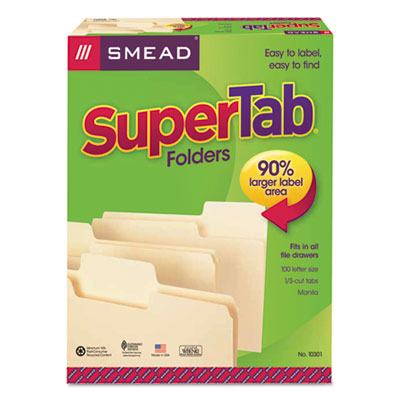 SMEAD®
Easy to label,
easy to find
SuperTab®
Folders
90%
larger label
area
Fits in all
file drawers
100 letter size
1/3-cut tabs
Manila
Made in USA
No. 10301